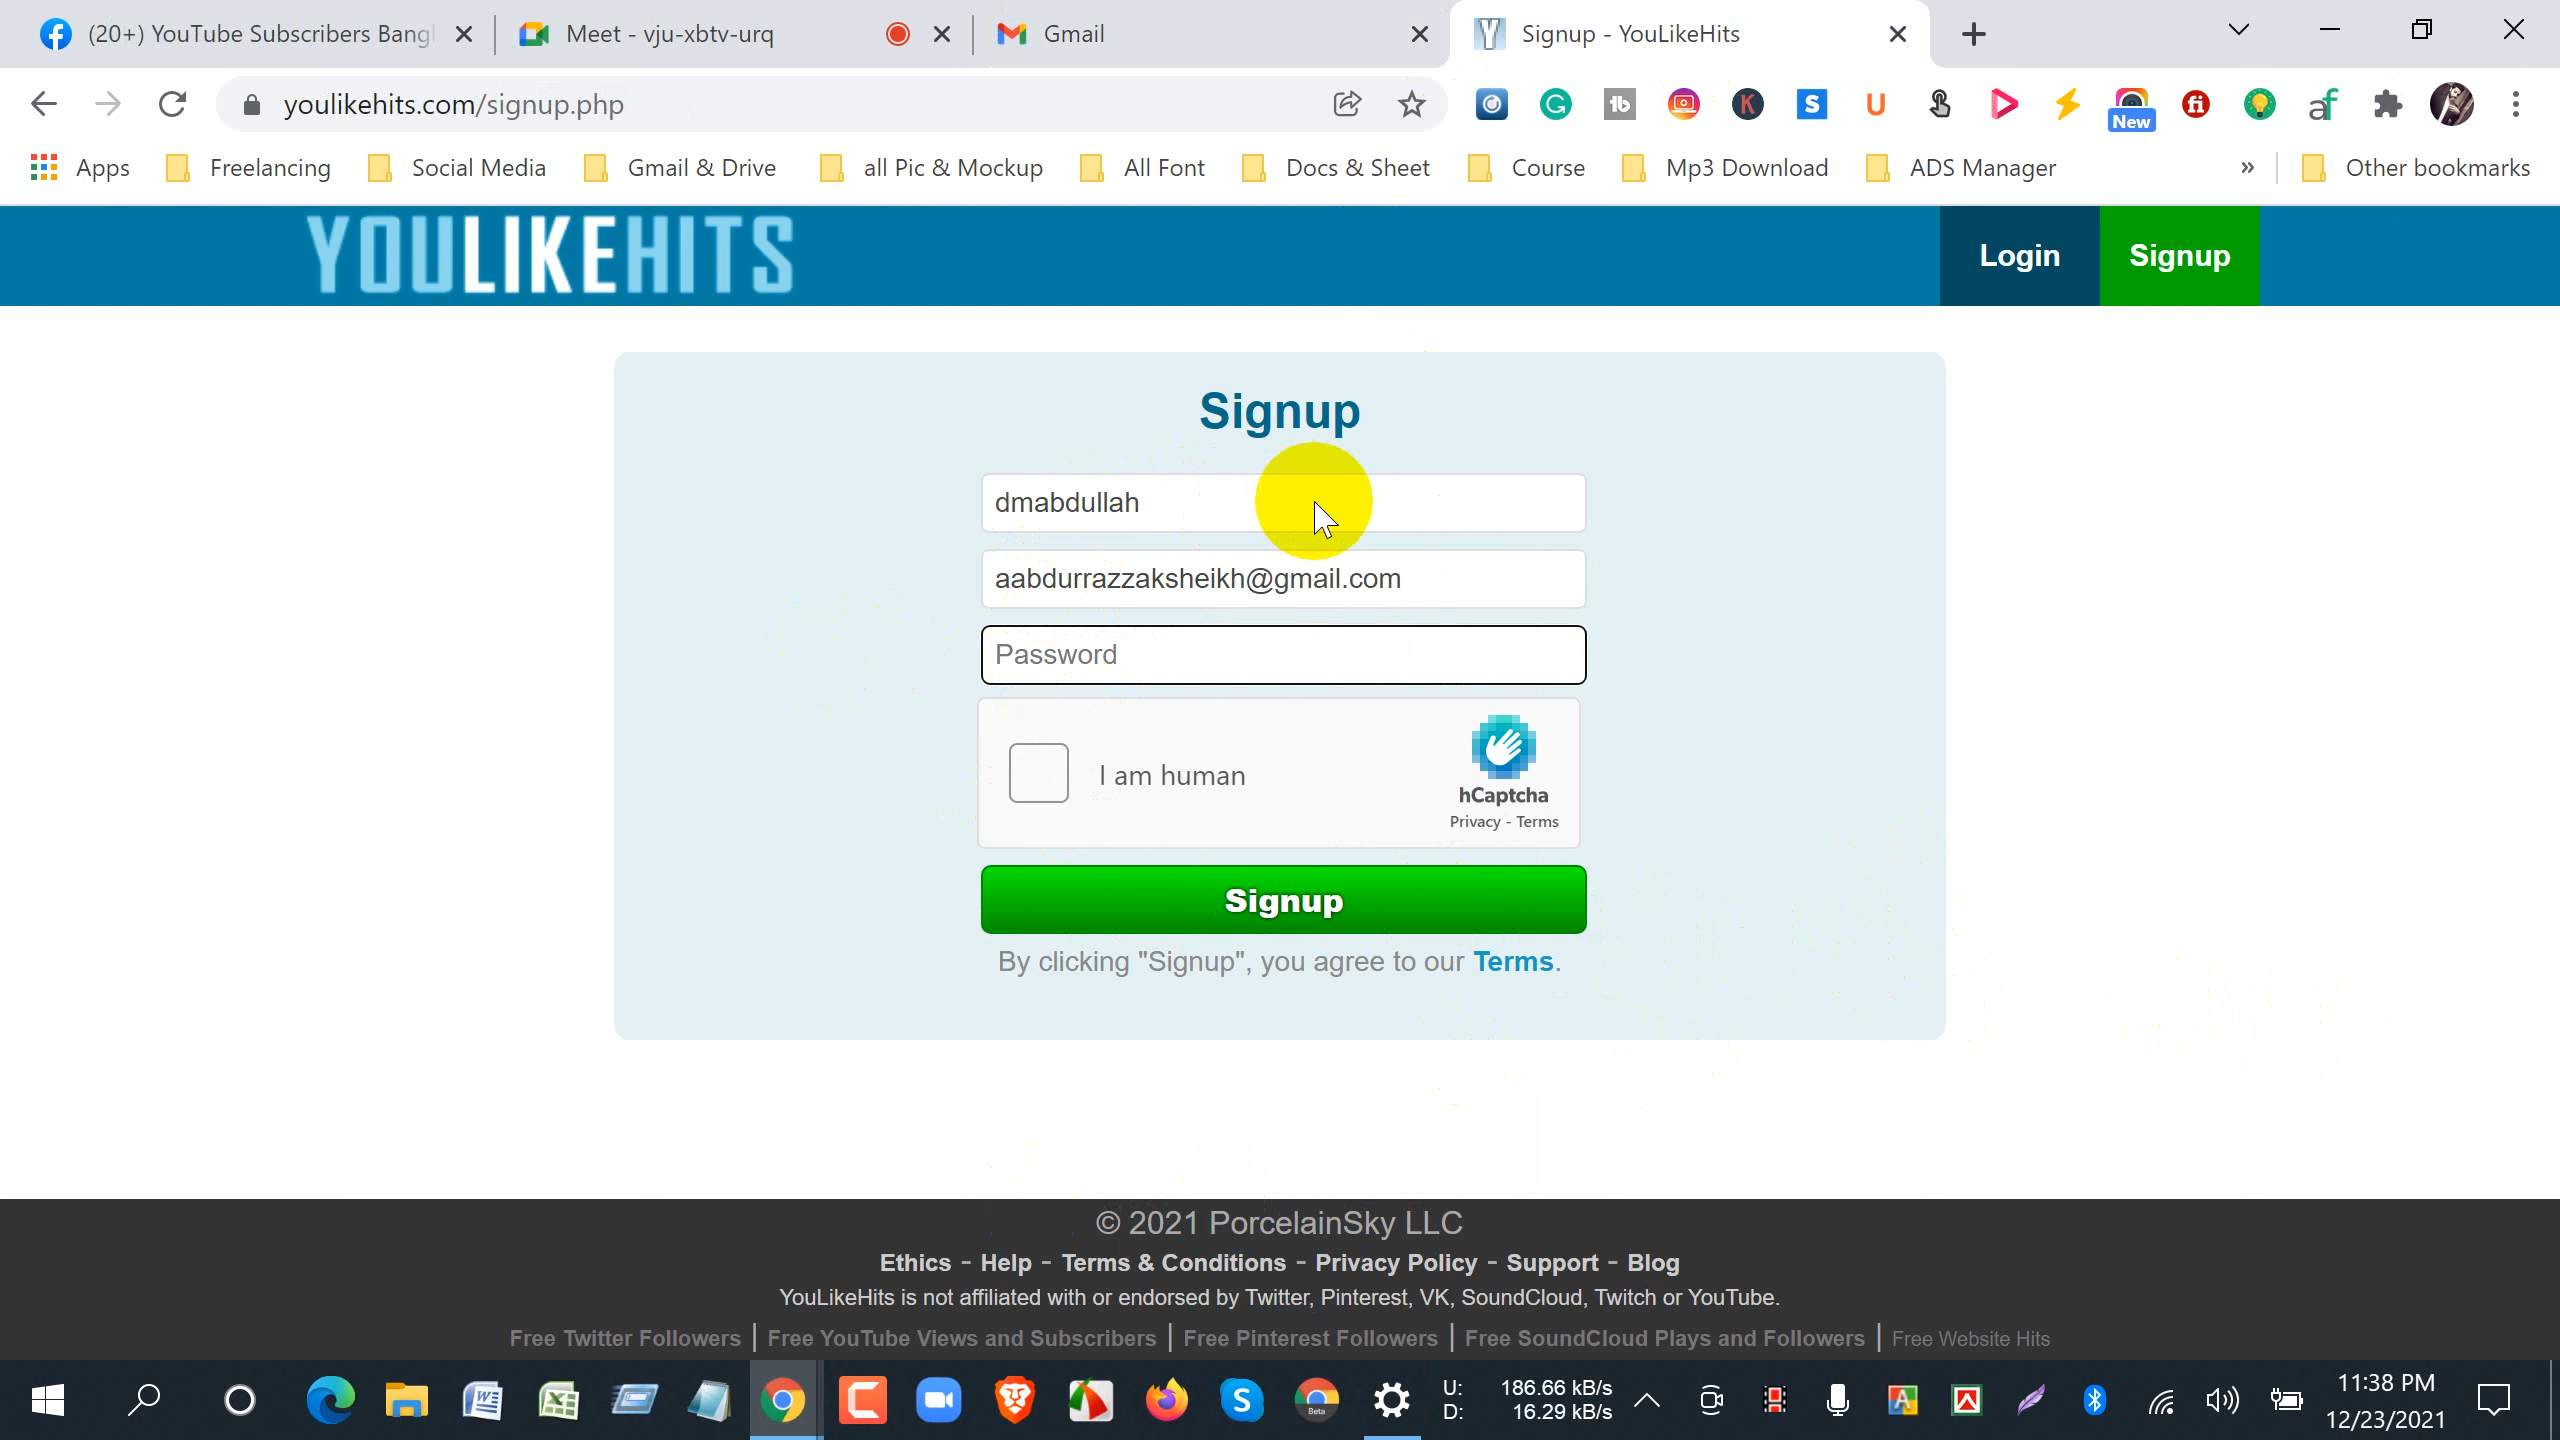 (20+) YouTube Subscribers Bangl
Meet - vju-xbtv-urq
Gmail
Signup - YouLikeHits
youlikehits.com/signup.php
New
Apps
Freelancing
Social Media
Gmail & Drive
all Pic & Mockup
All Font
Docs & Sheet
Course
Mp3 Download
ADS Manager
»
Other bookmarks
YOULIKEHITS
Login
Signup
Signup
dmabdullah
aabdurrazzaksheikh@gmail.com
Password
I am human
hCaptcha
Privacy - Terms
Signup
By clicking "Signup", you agree to our Terms.
© 2021 PorcelainSky LLC
Ethics - Help - Terms & Conditions - Privacy Policy - Support - Blog
YouLikeHits is not affiliated with or endorsed by Twitter, Pinterest, VK, SoundCloud, Twitch or YouTube.
Free Twitter Followers | Free YouTube Views and Subscribers | Free Pinterest Followers | Free SoundCloud Plays and Followers | Free Website Hits
U: 186.66 kB/s
D: 16.29 kB/s
11:38 PM
12/23/2021